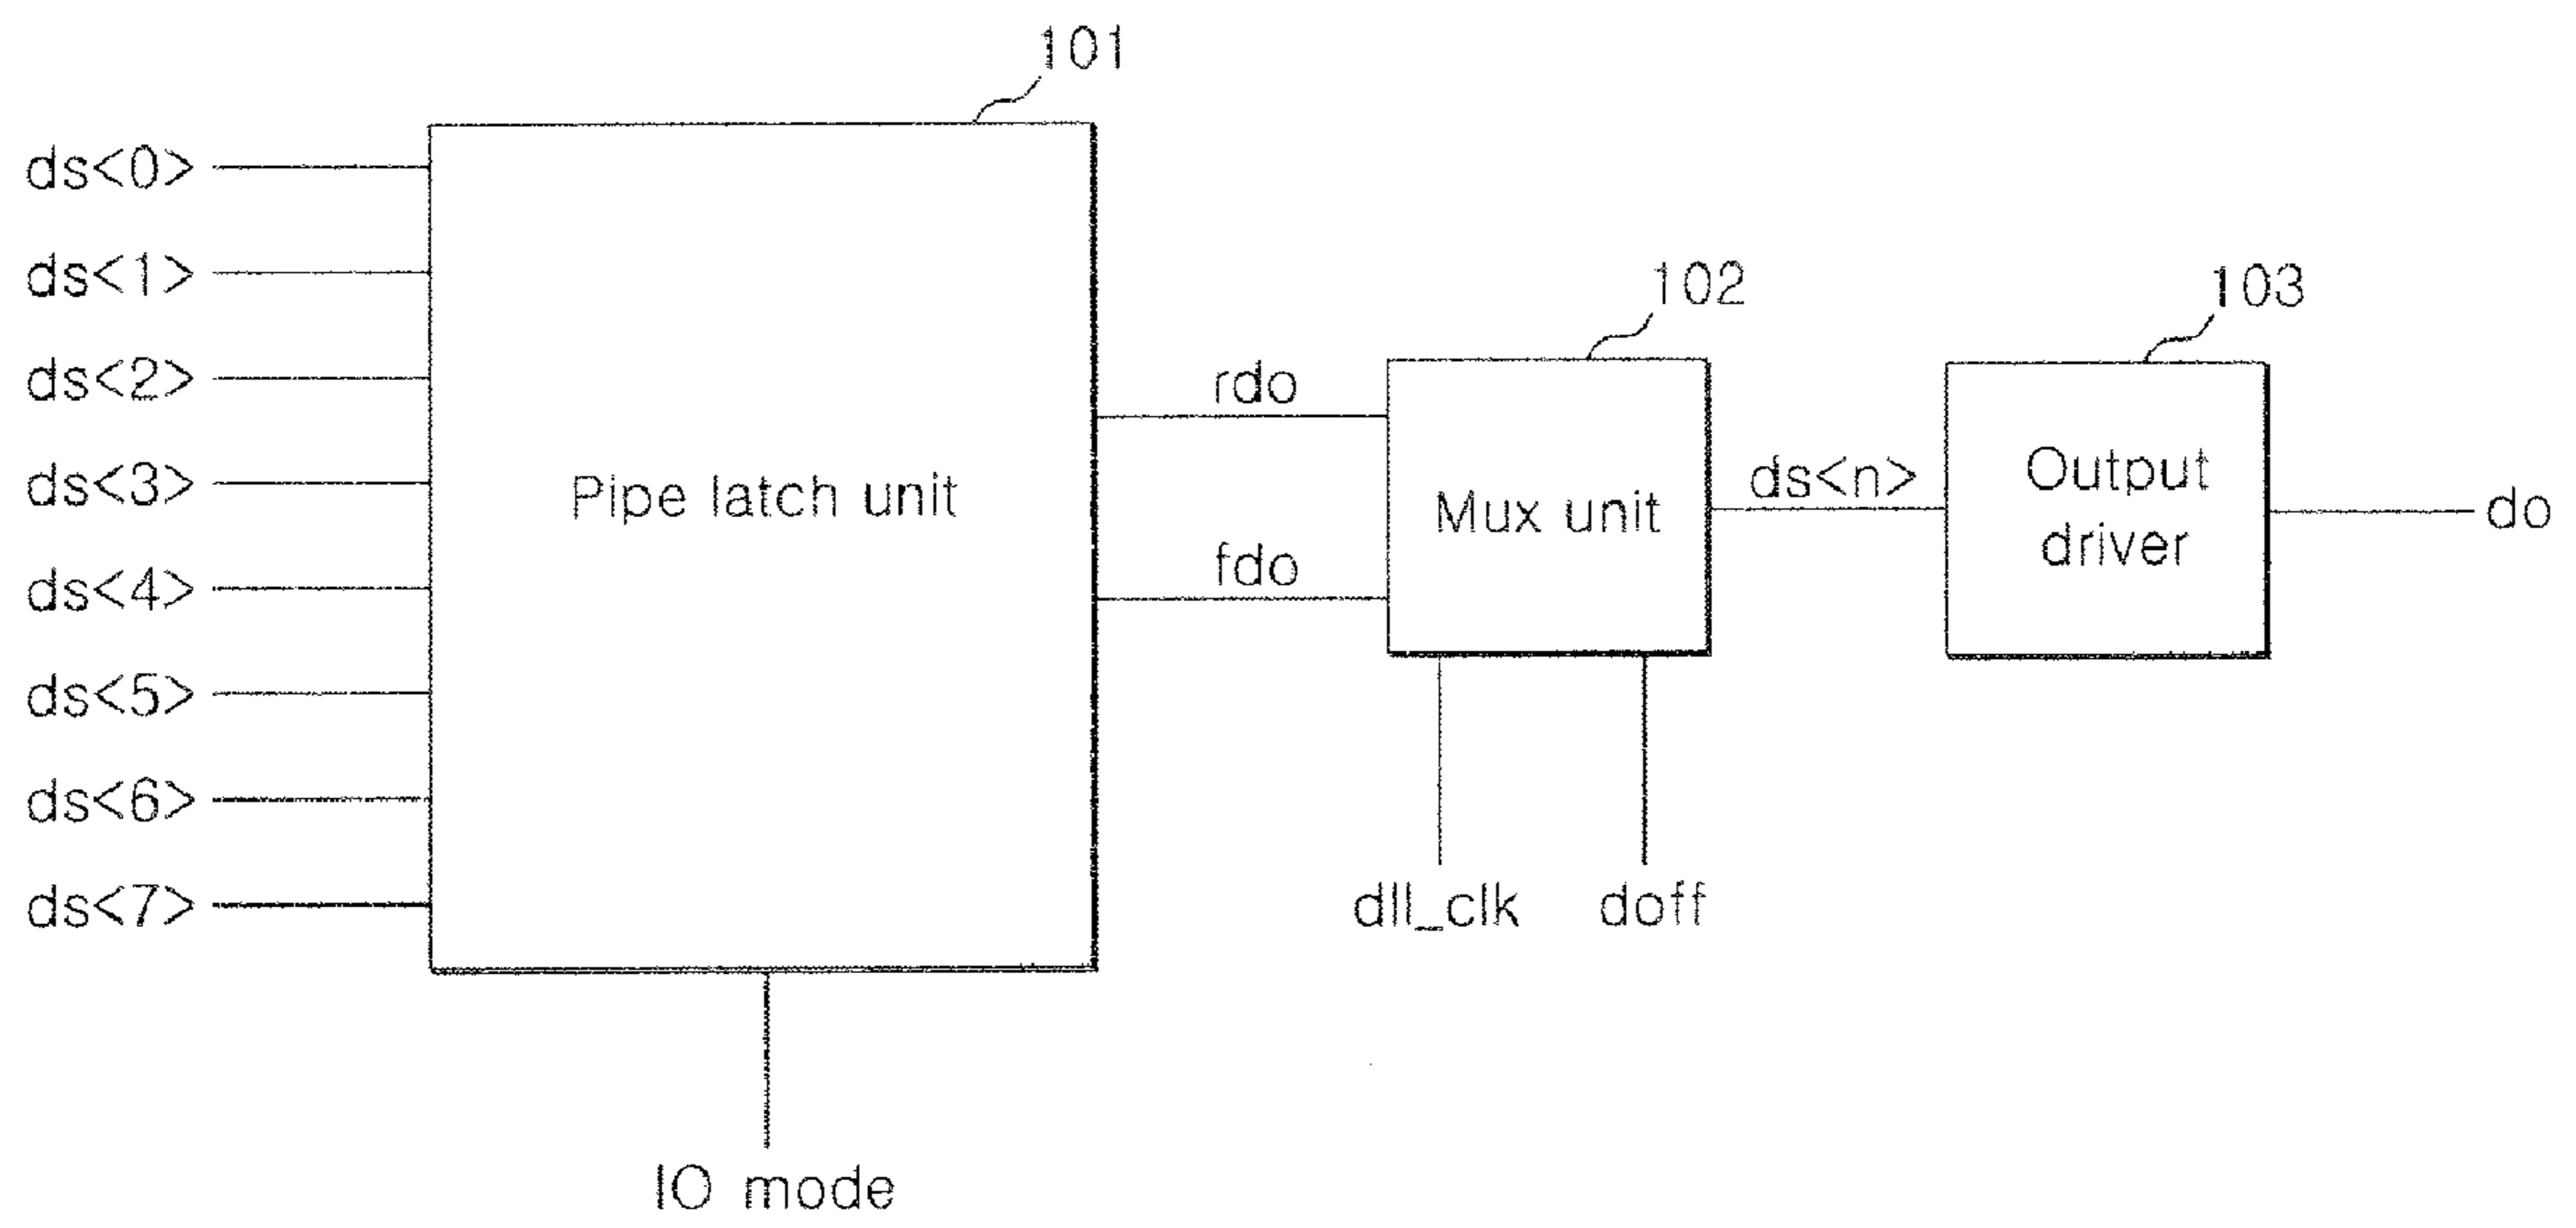 101
ds<0>
ds<1>
102
103
ds<2>
rdo
ds<3>
Pipe latch unit
Mux unit
ds<n>
Output
driver
do
fdo
ds<4>
ds<5>
ds<6>
ds<7>
dll_clk
doff
IO mode